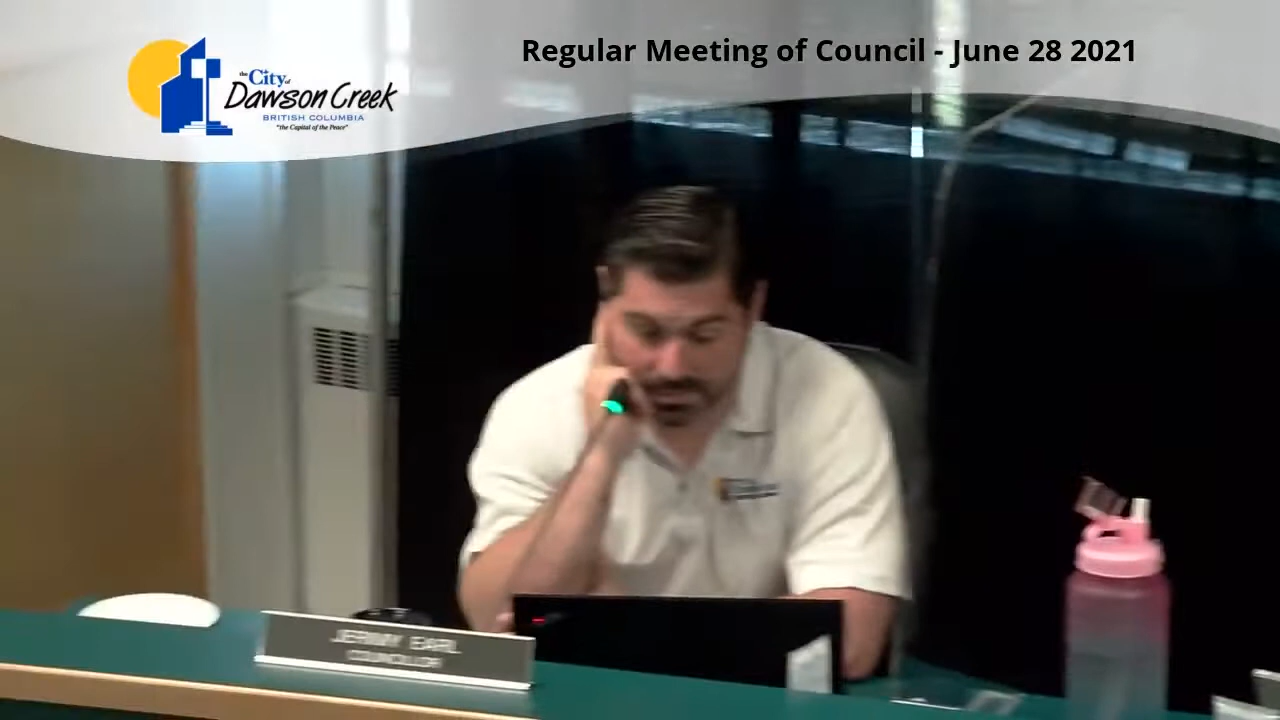 Regular Meeting of Council - June 28 2021
the City of
Dawson Creek
BRITISH COLUMBIA
"the Capital of the Peace"
JERIMY EARL
COUNCILLOR